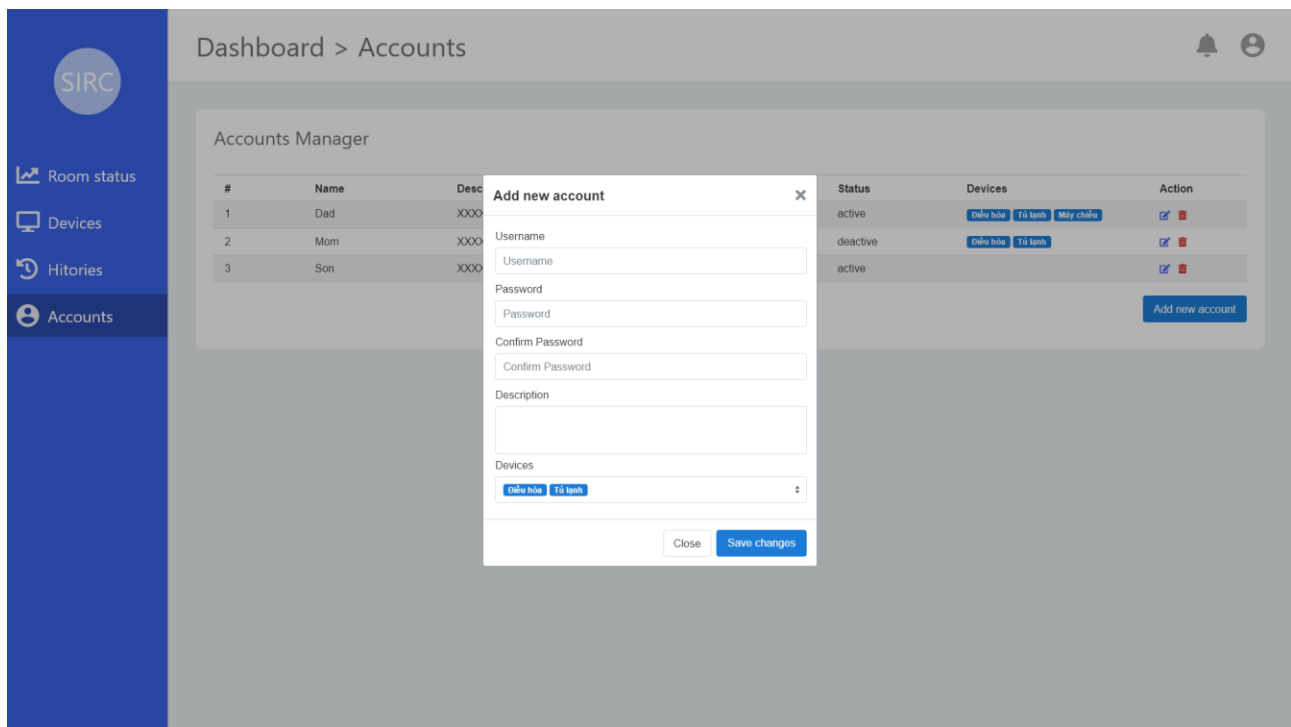 SIRC
Dashboard > Accounts
Room status
Devices
Hitories
Accounts
Accounts Manager
# Name Desc Status Devices Action
1 Dad XXXX active Điều hòa Tủ lạnh Máy chiếu
2 Mom XXXX deactive Điều hòa Tủ lạnh
3 Son XXXX active
Add new account
Add new account ×
Username
Username
Password
Password
Confirm Password
Confirm Password
Description
Devices
Điều hòa Tủ lạnh
Close Save changes